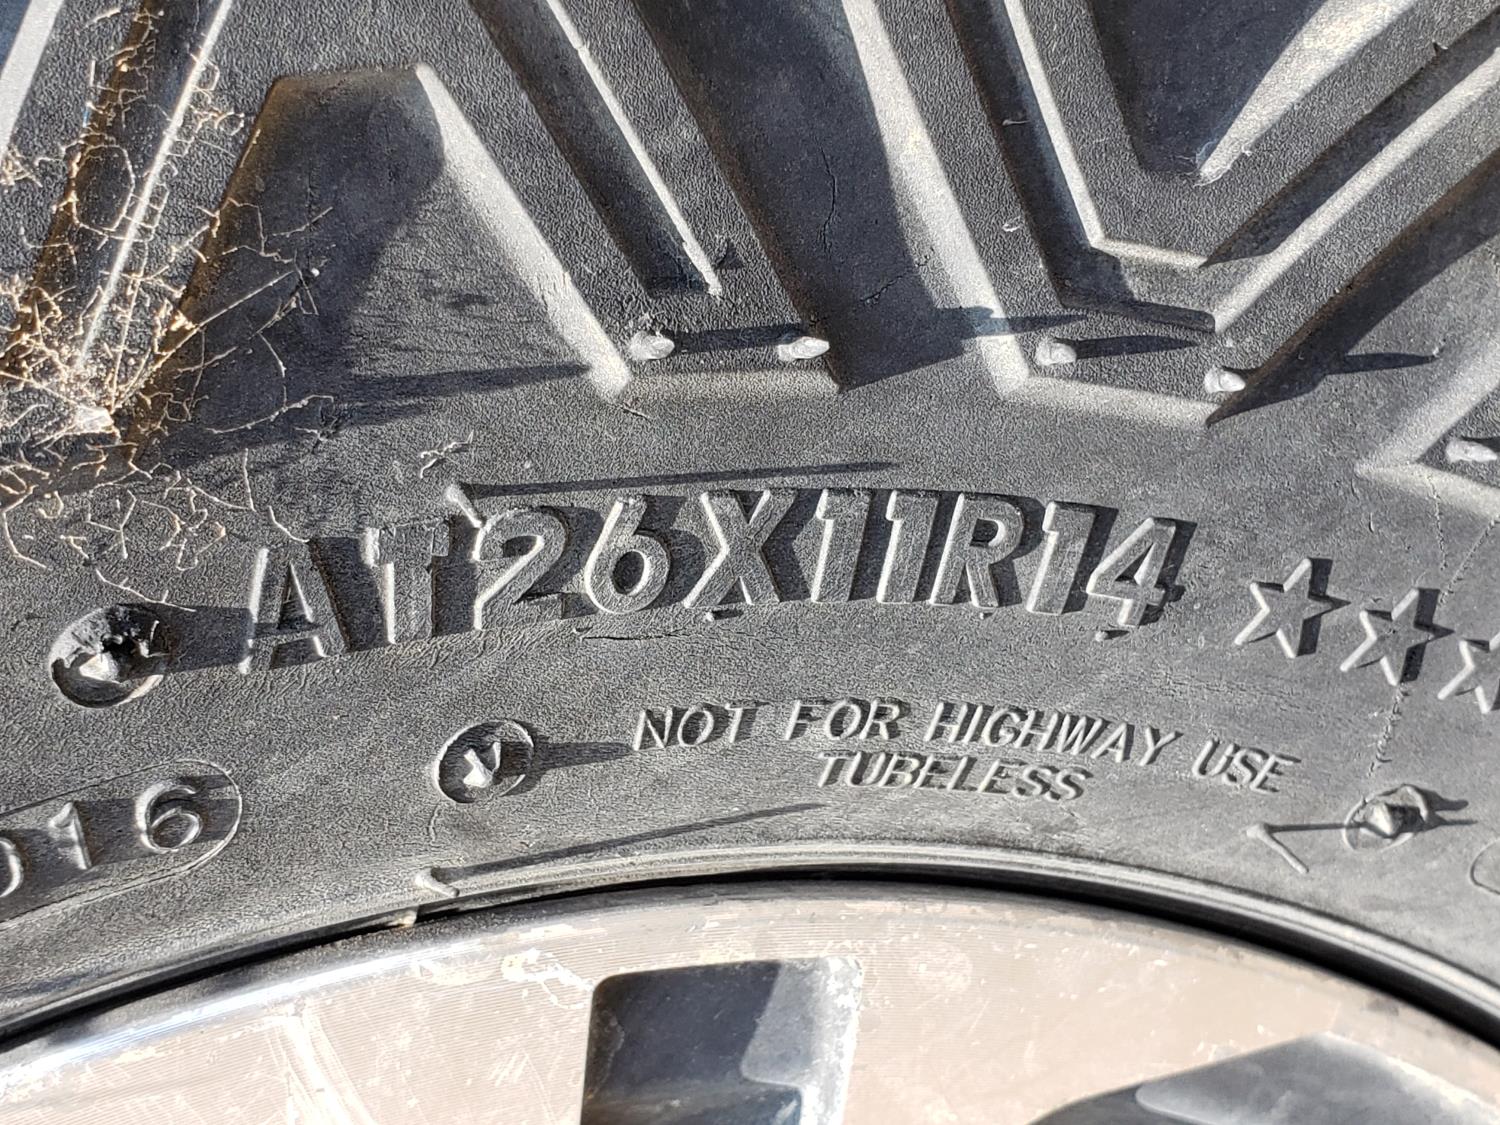 AT26X11R14 ★★★
NOT FOR HIGHWAY USE
TUBELESS
016